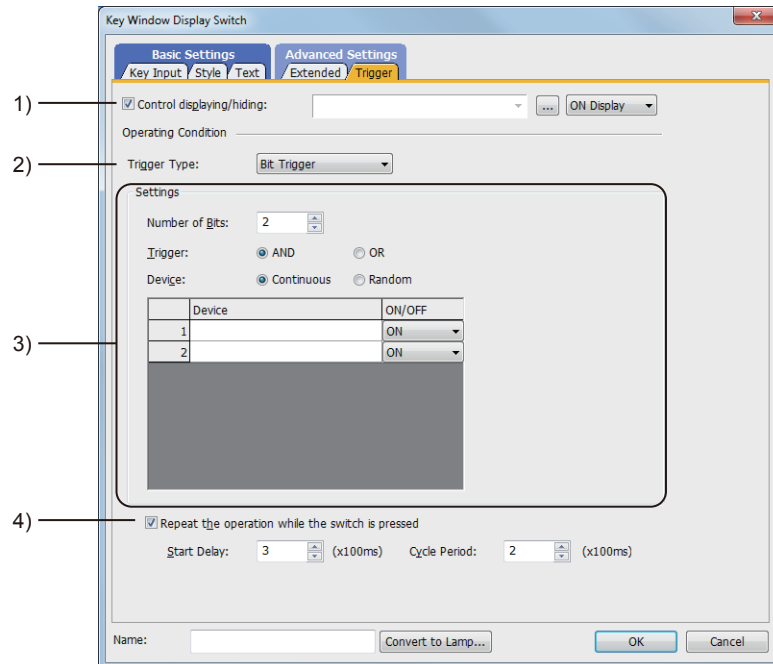 Key Window Display Switch
Basic Settings
Advanced Settings
Key Input
Style
Text
Extended
Trigger
1)
Control displaying/hiding:
...
ON Display
Operating Condition
2)
Trigger Type:
Bit Trigger
Settings
Number of Bits:
2
Trigger:
AND
OR
Device:
Continuous
Random
Device
ON/OFF
1
ON
2
ON
3)
4)
Repeat the operation while the switch is pressed
Start Delay:
3
(x100ms)
Cycle Period:
2
(x100ms)
Name:
Convert to Lamp...
OK
Cancel